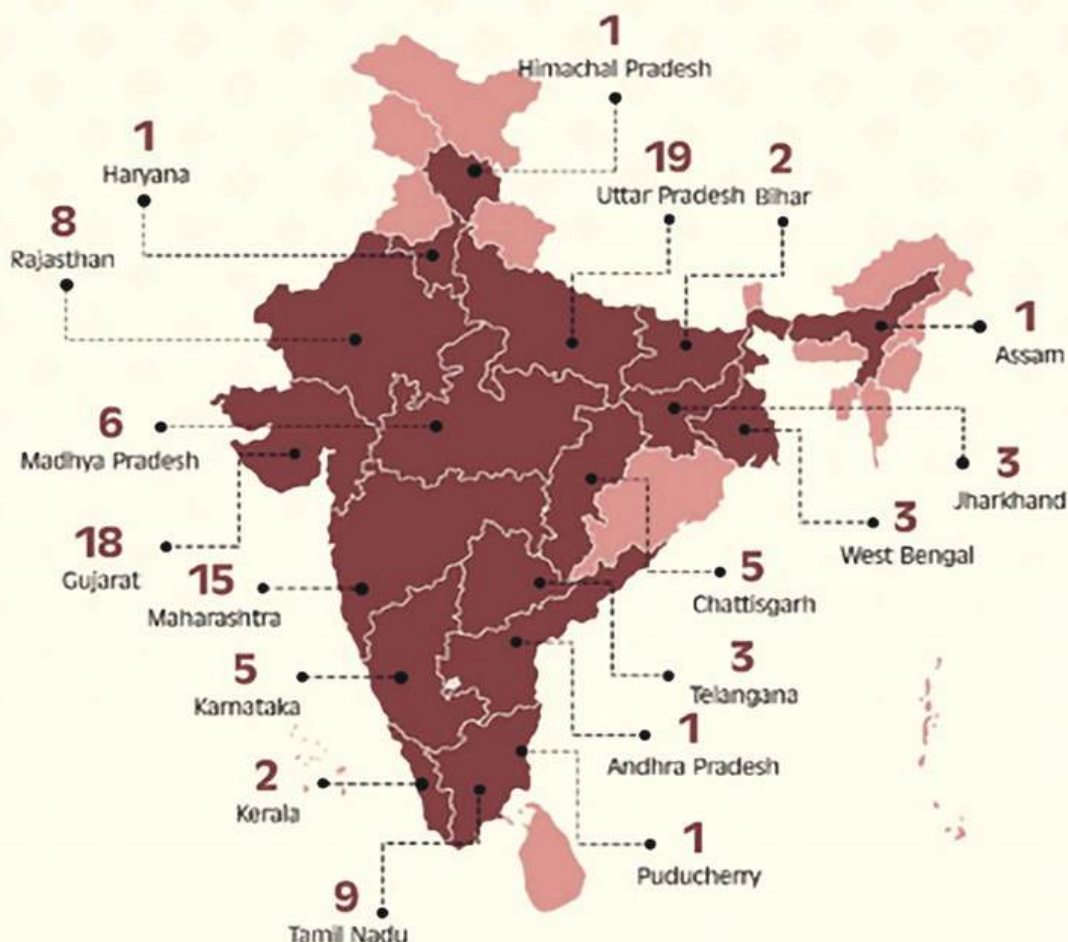 1
Himachal Pradesh
1
Haryana
19
Uttar Pradesh
2
Bihar
8
Rajasthan
1
Assam
6
Madhya Pradesh
3
Jharkhand
3
West Bengal
18
Gujarat
15
Maharashtra
5
Chattisgarh
5
Karnataka
3
Telangana
1
Andhra Pradesh
2
Kerala
1
Puducherry
9
Tamil Nadu